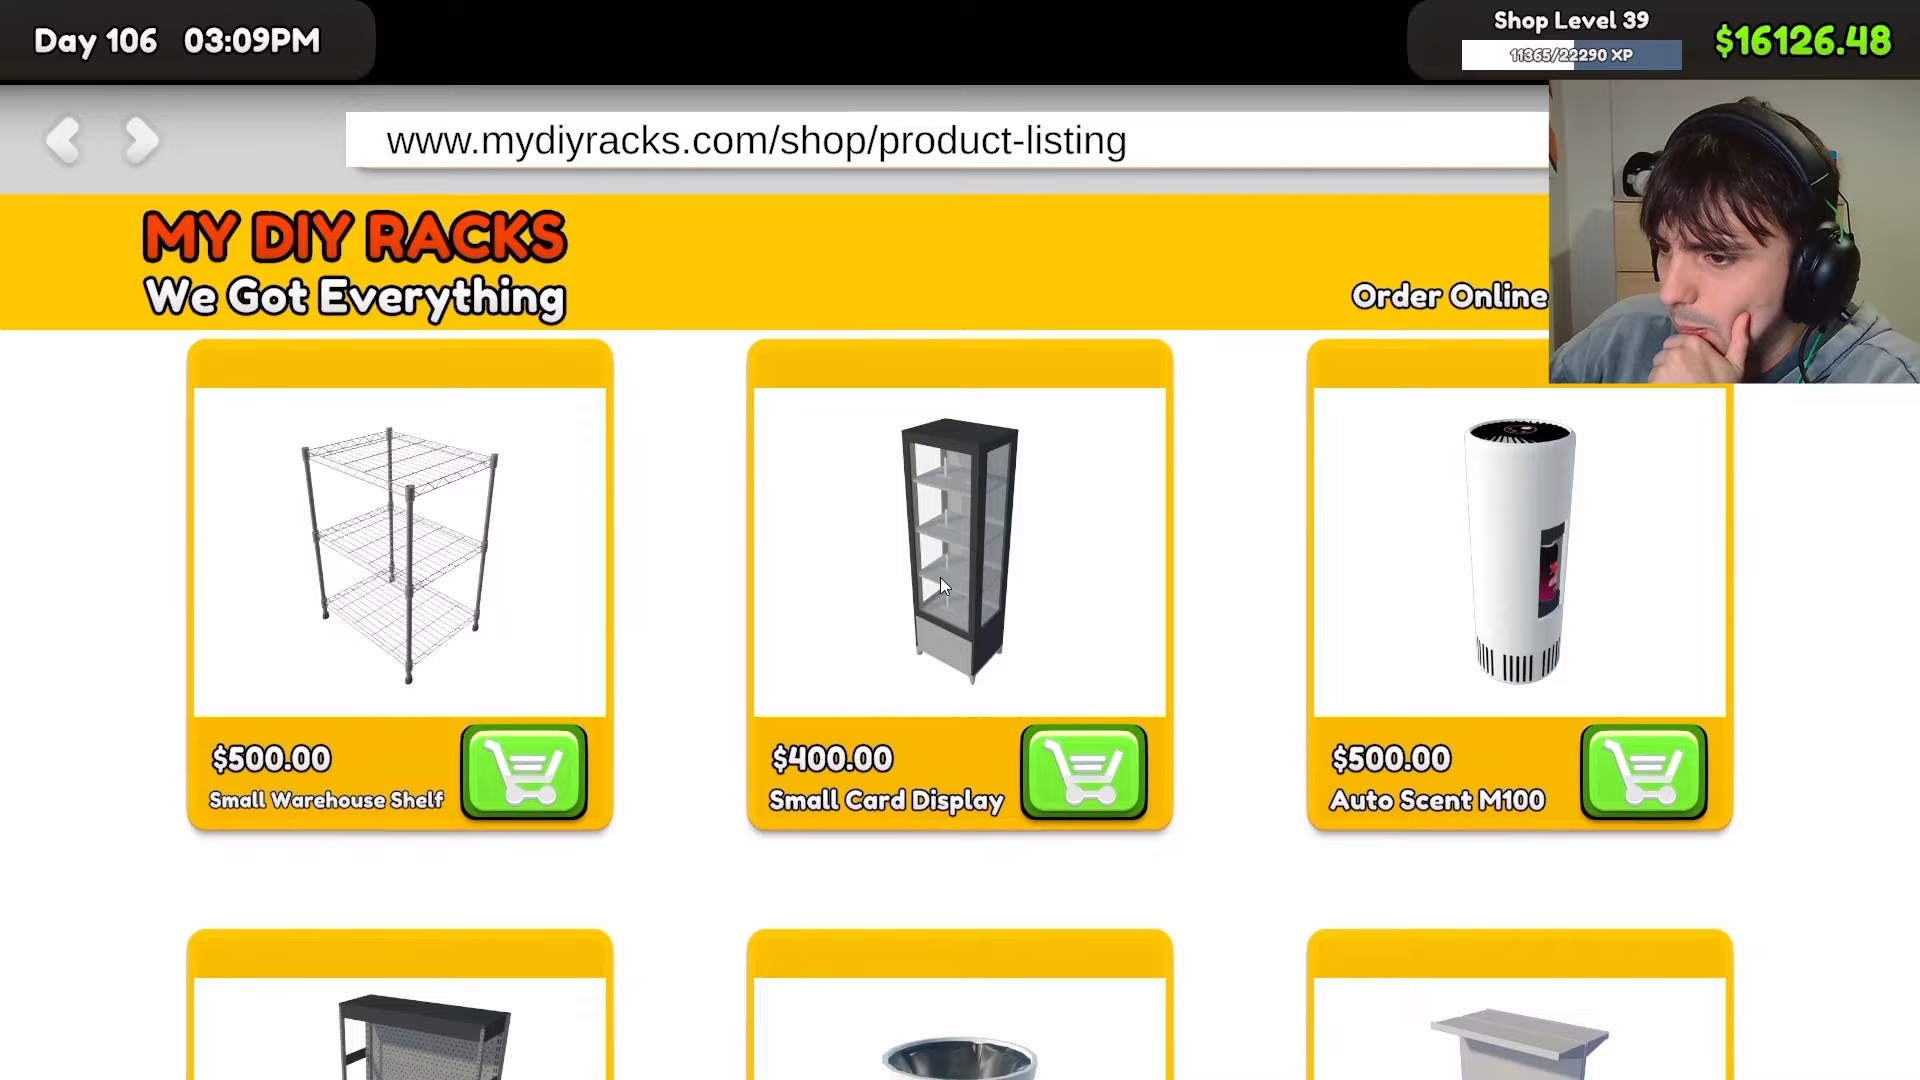 Day 106 03:09PM
Shop Level 39
11365/22290 XP
$16126.48
www.mydiyracks.com/shop/product-listing
MY DIY RACKS
We Got Everything
Order Online
$500.00
Small Warehouse Shelf
$400.00
Small Card Display
$500.00
Auto Scent M100